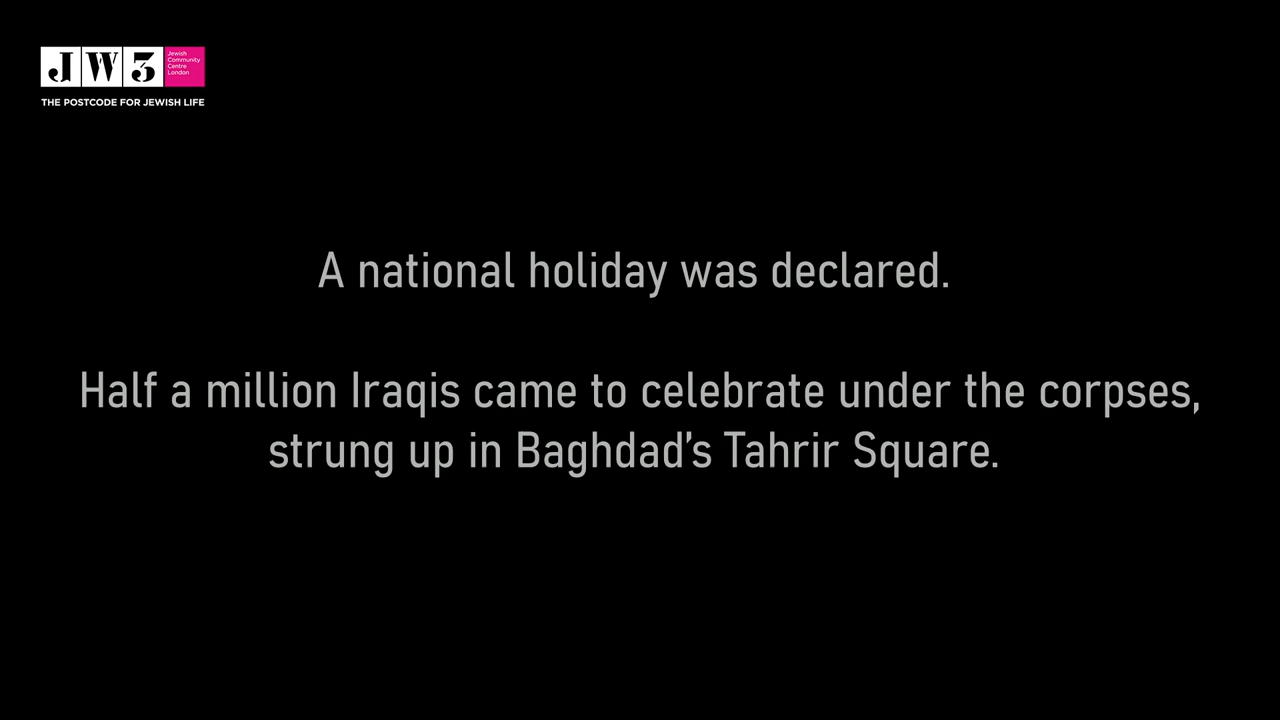 JW3
Jewish
Community
Centre
London
THE POSTCODE FOR JEWISH LIFE
A national holiday was declared.
Half a million Iraqis came to celebrate under the corpses,
strung up in Baghdad’s Tahrir Square.